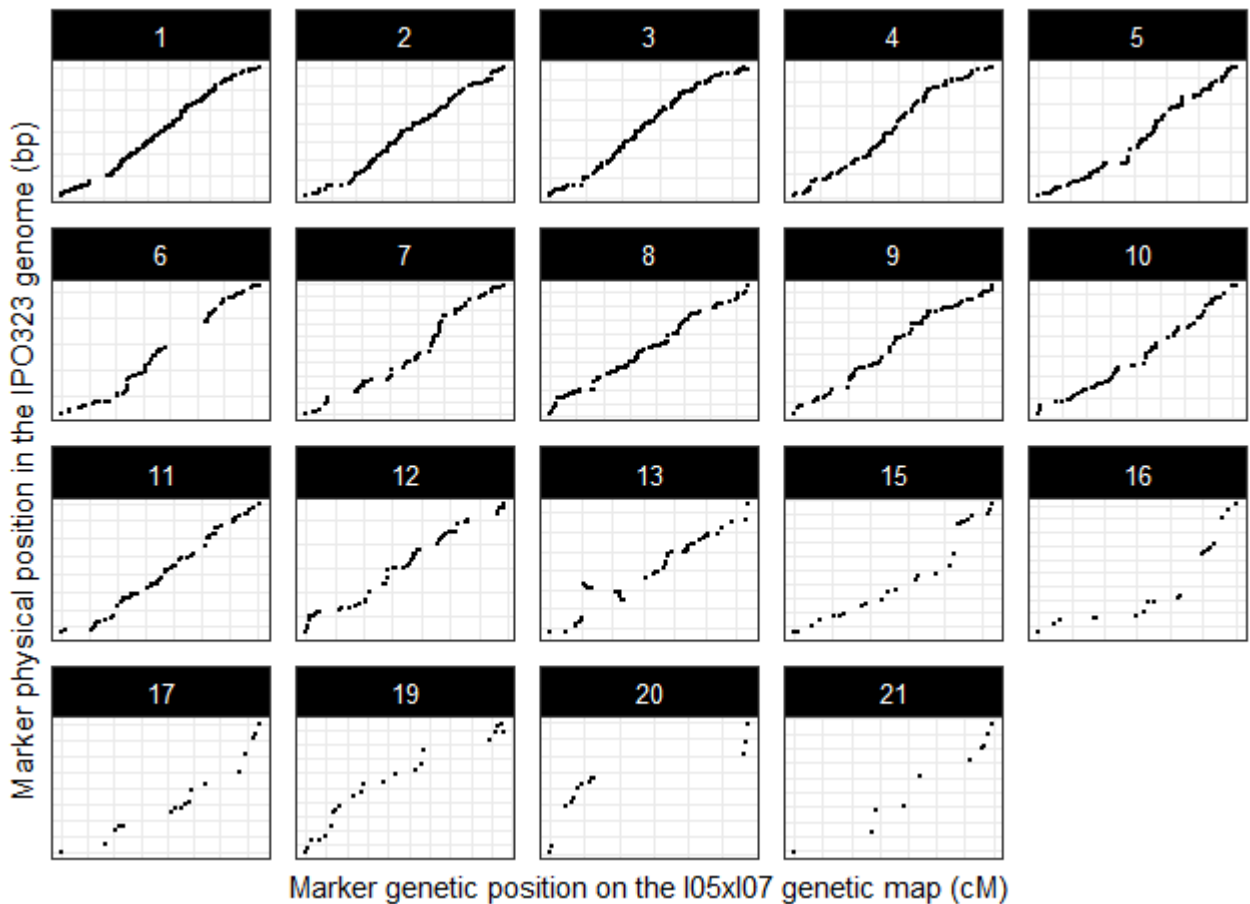 Marker physical position in the IPO323 genome (bp)
1 2 3 4 5
6 7 8 9 10
11 12 13 15 16
17 19 20 21
Marker genetic position on the I05xI07 genetic map (cM)